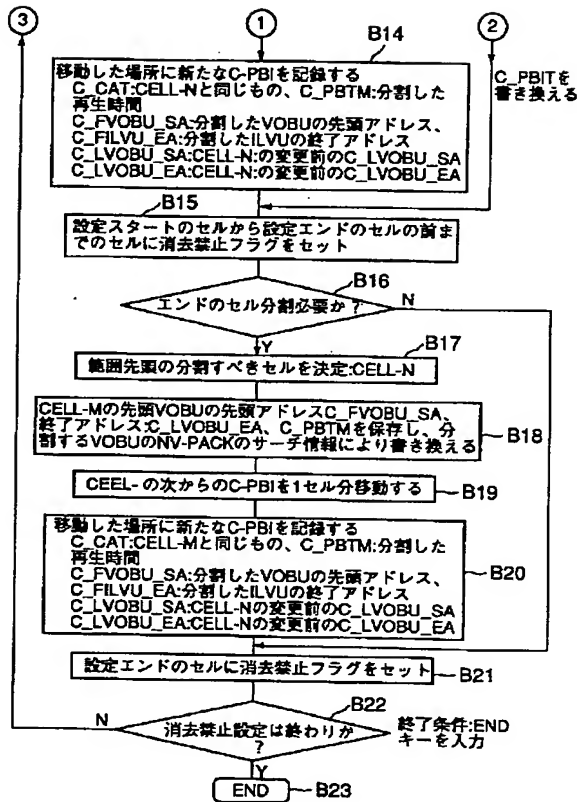 ③
①
②
B14
移動した場所に新たなC-PBIを記録する
C_CAT:CELL-Nと同じもの、C_PBTM:分割した
再生時間
C_FVOBU_SA:分割したVOBUの先頭アドレス、
C_FILVU_EA:分割したILVUの終了アドレス
C_LVOBU_SA:CELL-N:の変更前のC_LVOBU_SA
C_LVOBU_EA:CELL-N:の変更前のC_LVOBU_EA
C_PBITを
書き換える
B15
設定スタートのセルから設定エンドのセルの前ま
でのセルに消去禁止フラグをセット
B16
エンドのセル分割必要か?
N
Y
B17
範囲先頭の分割すべきセルを決定:CELL-N
CELL-Mの先頭VOBUの先頭アドレスC_FVOBU_SA、
終了アドレス:C_LVOBU_EA、C_PBTMを保存し、分
割するVOBUのNV-PACKのサーチ情報により書き換える
B18
CEEL-の次からのC-PBIを1セル分移動する
B19
移動した場所に新たなC-PBIを記録する
C_CAT:CELL-Mと同じもの、C_PBTM:分割した
再生時間
C_FVOBU_SA:分割したVOBUの先頭アドレス、
C_FILVU_EA:分割したILVUの終了アドレス
C_LVOBU_SA:CELL-Nの変更前のC_LVOBU_SA
C_LVOBU_EA:CELL-Nの変更前のC_LVOBU_EA
B20
設定エンドのセルに消去禁止フラグをセット
B21
B22
N
消去禁止設定は終わりか
?
終了条件:END
キーを入力
Y
END
B23